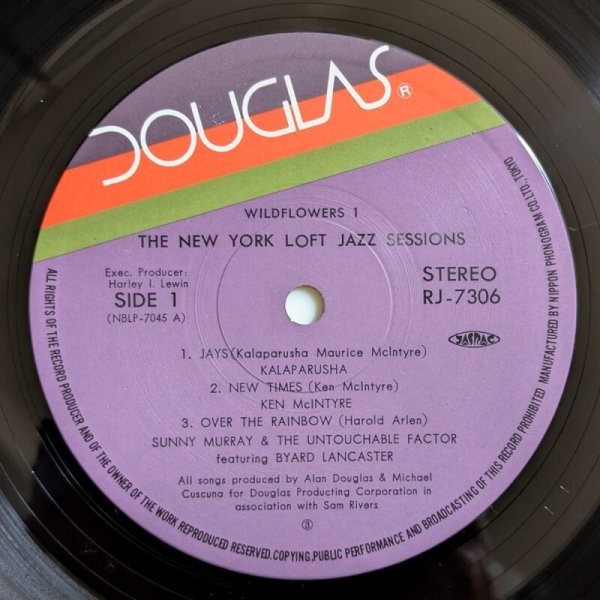 DOUGLAS®
WILDFLOWERS 1
THE NEW YORK LOFT JAZZ SESSIONS
Exec. Producer:
Harley I. Lewin
SIDE 1
(NBLP-7045 A)
STEREO
RJ-7306
JASRAC
1. JAYS (Kalaparusha Maurice McIntyre)
KALAPARUSHA
2. NEW TIMES (Ken McIntyre)
KEN McINTYRE
3. OVER THE RAINBOW (Harold Arlen)
SUNNY MURRAY & THE UNTOUCHABLE FACTOR
featuring BYARD LANCASTER
All songs produced by Alan Douglas & Michael
Cuscuna for Douglas Producting Corporation in
association with Sam Rivers
③
ALL RIGHTS OF THE RECORD PRODUCER AND OF THE OWNER OF THE WORK REPRODUCED RESERVED. COPYING, PUBLIC PERFORMANCE AND BROADCASTING OF THIS RECORD PROHIBITED MANUFACTURED BY NIPPON PHONOGRAM CO., LTD., TOKYO